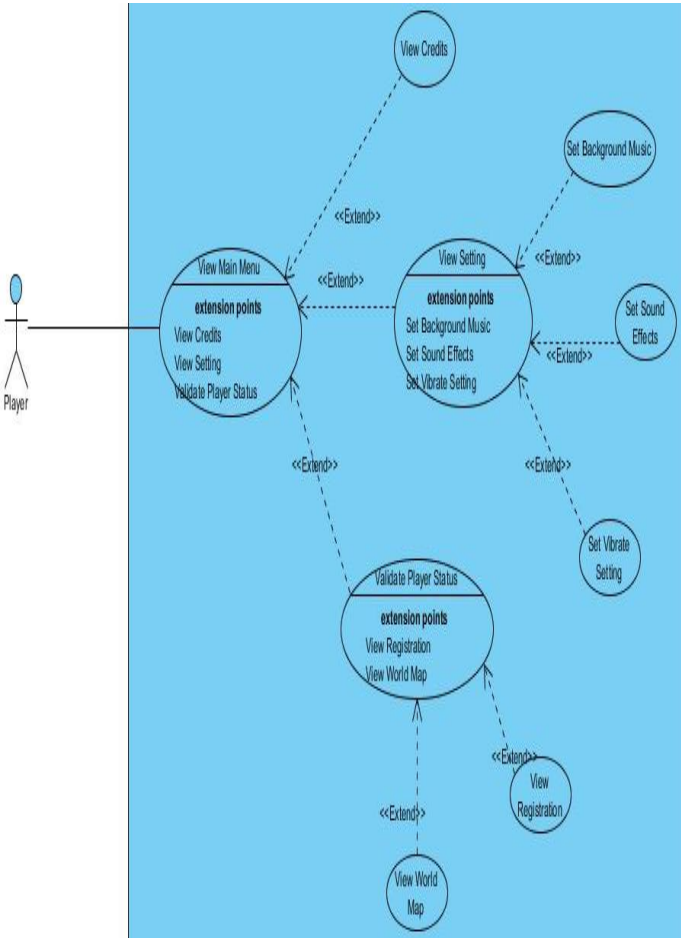 View Credits
Set Background Music
<<Extend>>
<<Extend>>
View Setting
extension points
Set Background Music
Set Sound Effects
Set Vibrate Setting
View Main Menu
extension points
View Credits
View Setting
Validate Player Status
<<Extend>>
Set Sound
Effects
<<Extend>>
Player
<<Extend>>
<<Extend>>
Set Vibrate
Setting
Validate Player Status
extension points
View Registration
View World Map
<<Extend>>
View
Registration
<<Extend>>
View World
Map